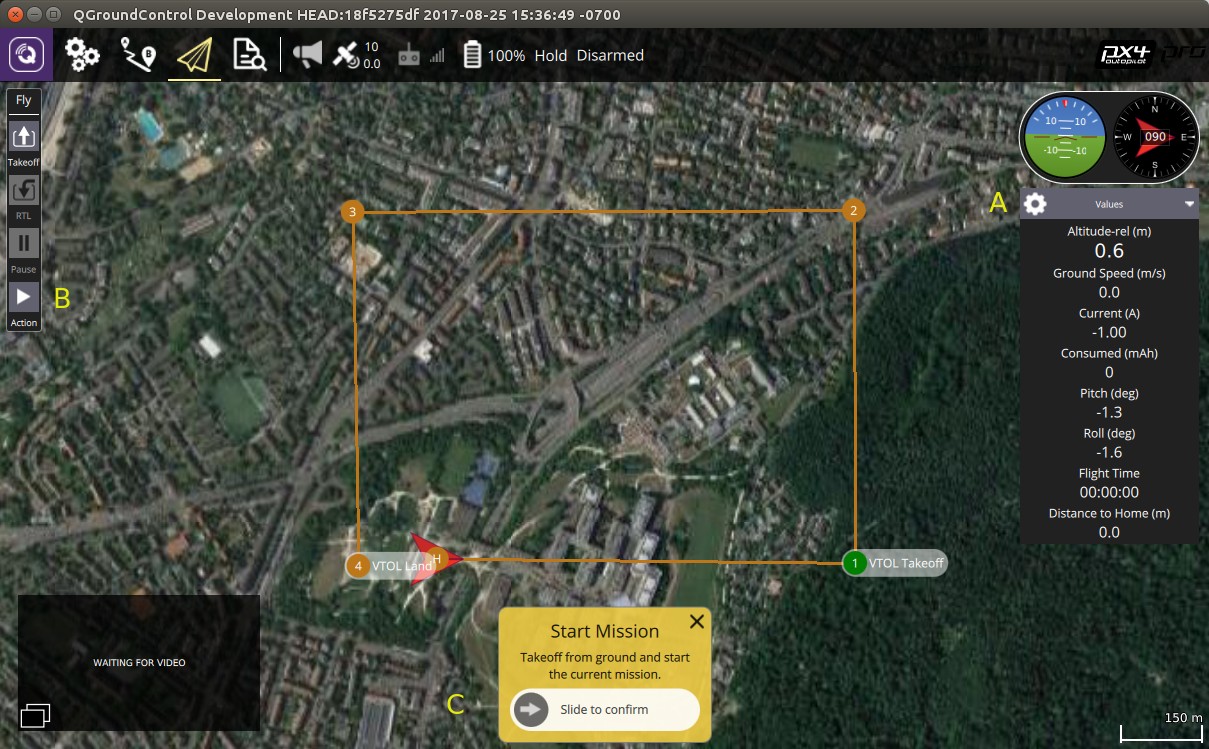 QGroundControl Development HEAD:18f5275df 2017-08-25 15:36:49 -0700
B
10
0.0
100% Hold Disarmed
px4 pro
autopilot
Fly
Takeoff
RTL
Pause
Action
B
3
2
10 10
-10 -10
N
W 090 E
S
A
Values
Altitude-rel (m)
0.6
Ground Speed (m/s)
0.0
Current (A)
-1.00
Consumed (mAh)
0
Pitch (deg)
-1.3
Roll (deg)
-1.6
Flight Time
00:00:00
Distance to Home (m)
0.0
4 VTOL Land H
1 VTOL Takeoff
WAITING FOR VIDEO
Start Mission
Takeoff from ground and start
the current mission.
C
Slide to confirm
150 m